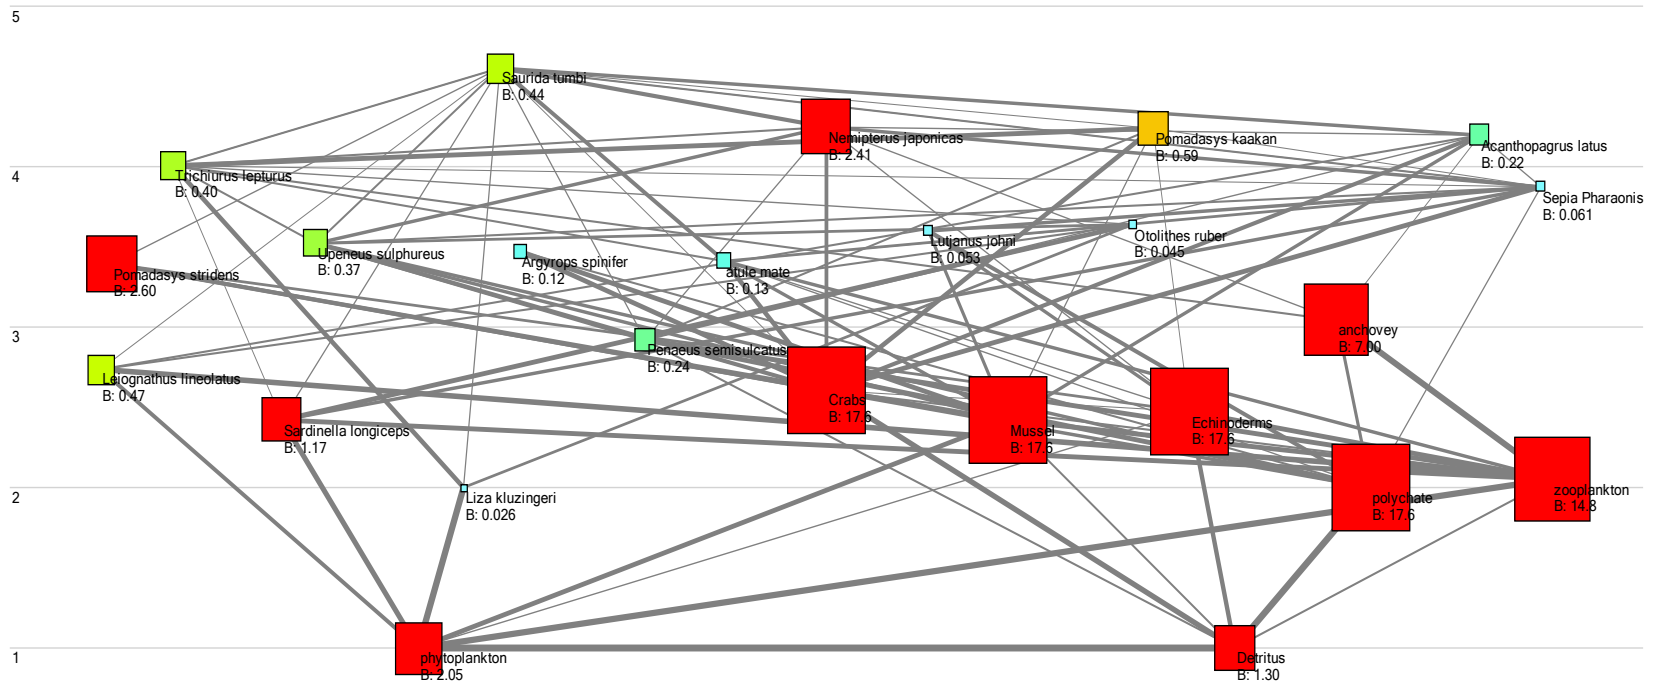 5
Saurida tumbi
B: 0.44
Nemipterus japonicas
B: 2.41
Pomadasys kaakan
B: 0.59
Acanthopagrus latus
B: 0.22
4
Trichiurus lepturus
B: 0.40
Sepia Pharaonis
B: 0.061
Upeneus sulphureus
B: 0.37
Argyrops spinifer
B: 0.12
atule mate
B: 0.13
Lutjanus johni
B: 0.053
Otolithes ruber
B: 0.045
Pomadasys stridens
B: 2.60
3
anchovey
B: 7.00
Penaeus semisulcatus
B: 0.24
Leiognathus lineolatus
B: 0.47
Crabs
B: 17.6
Sardinella longiceps
B: 1.17
Mussel
B: 17.6
Echinoderms
B: 17.6
2
Liza kluzingeri
B: 0.026
polychate
B: 17.6
zooplankton
B: 14.8
1
phytoplankton
B: 2.05
Detritus
B: 1.30